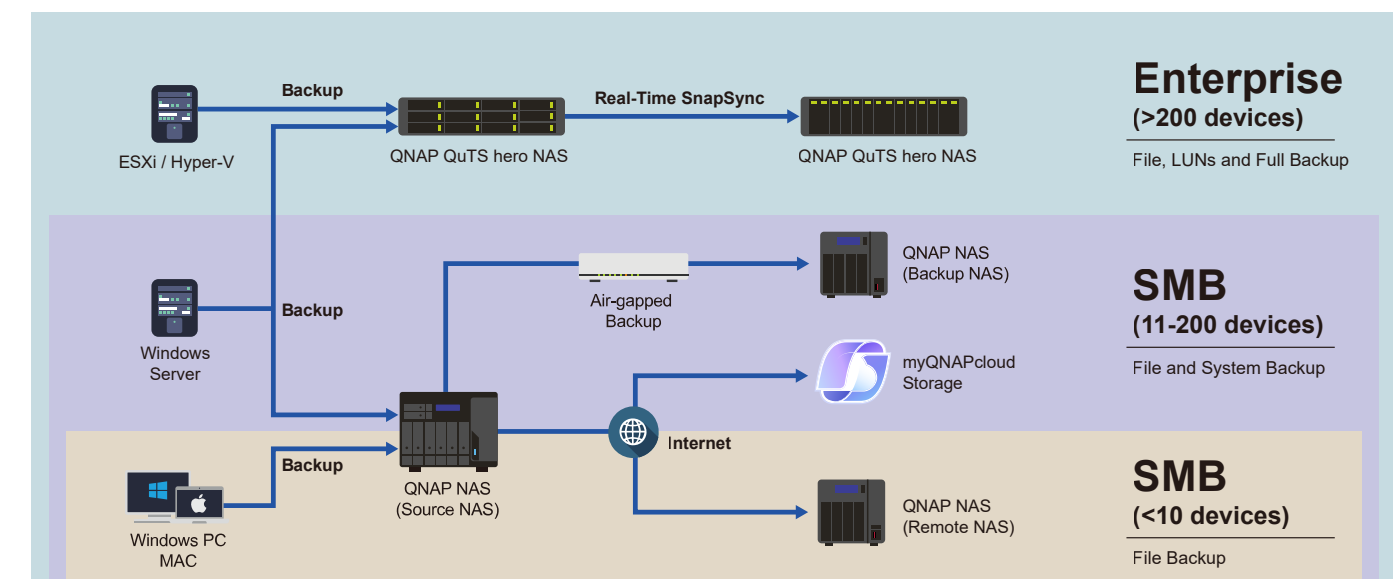 Backup
Real-Time SnapSync
ESXi / Hyper-V
QNAP QuTS hero NAS
QNAP QuTS hero NAS
Enterprise
(>200 devices)
File, LUNs and Full Backup
Backup
Windows
Server
Air-gapped
Backup
QNAP NAS
(Backup NAS)
myQNAPcloud
Storage
SMB
(11-200 devices)
File and System Backup
Backup
Windows PC
MAC
QNAP NAS
(Source NAS)
Internet
QNAP NAS
(Remote NAS)
SMB
(<10 devices)
File Backup